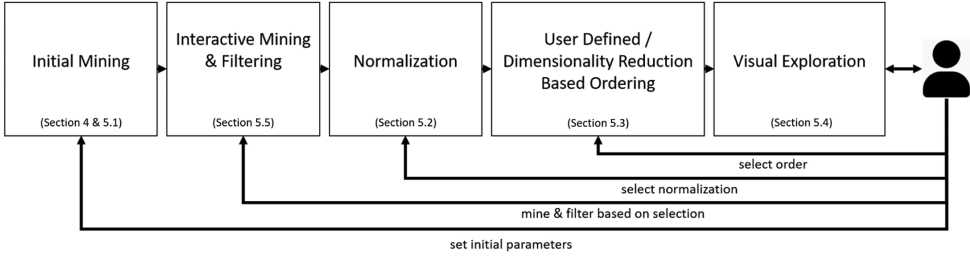 Initial Mining
(Section 4 & 5.1)
Interactive Mining
& Filtering
(Section 5.5)
Normalization
(Section 5.2)
User Defined /
Dimensionality Reduction
Based Ordering
(Section 5.3)
Visual Exploration
(Section 5.4)
select order
select normalization
mine & filter based on selection
set initial parameters